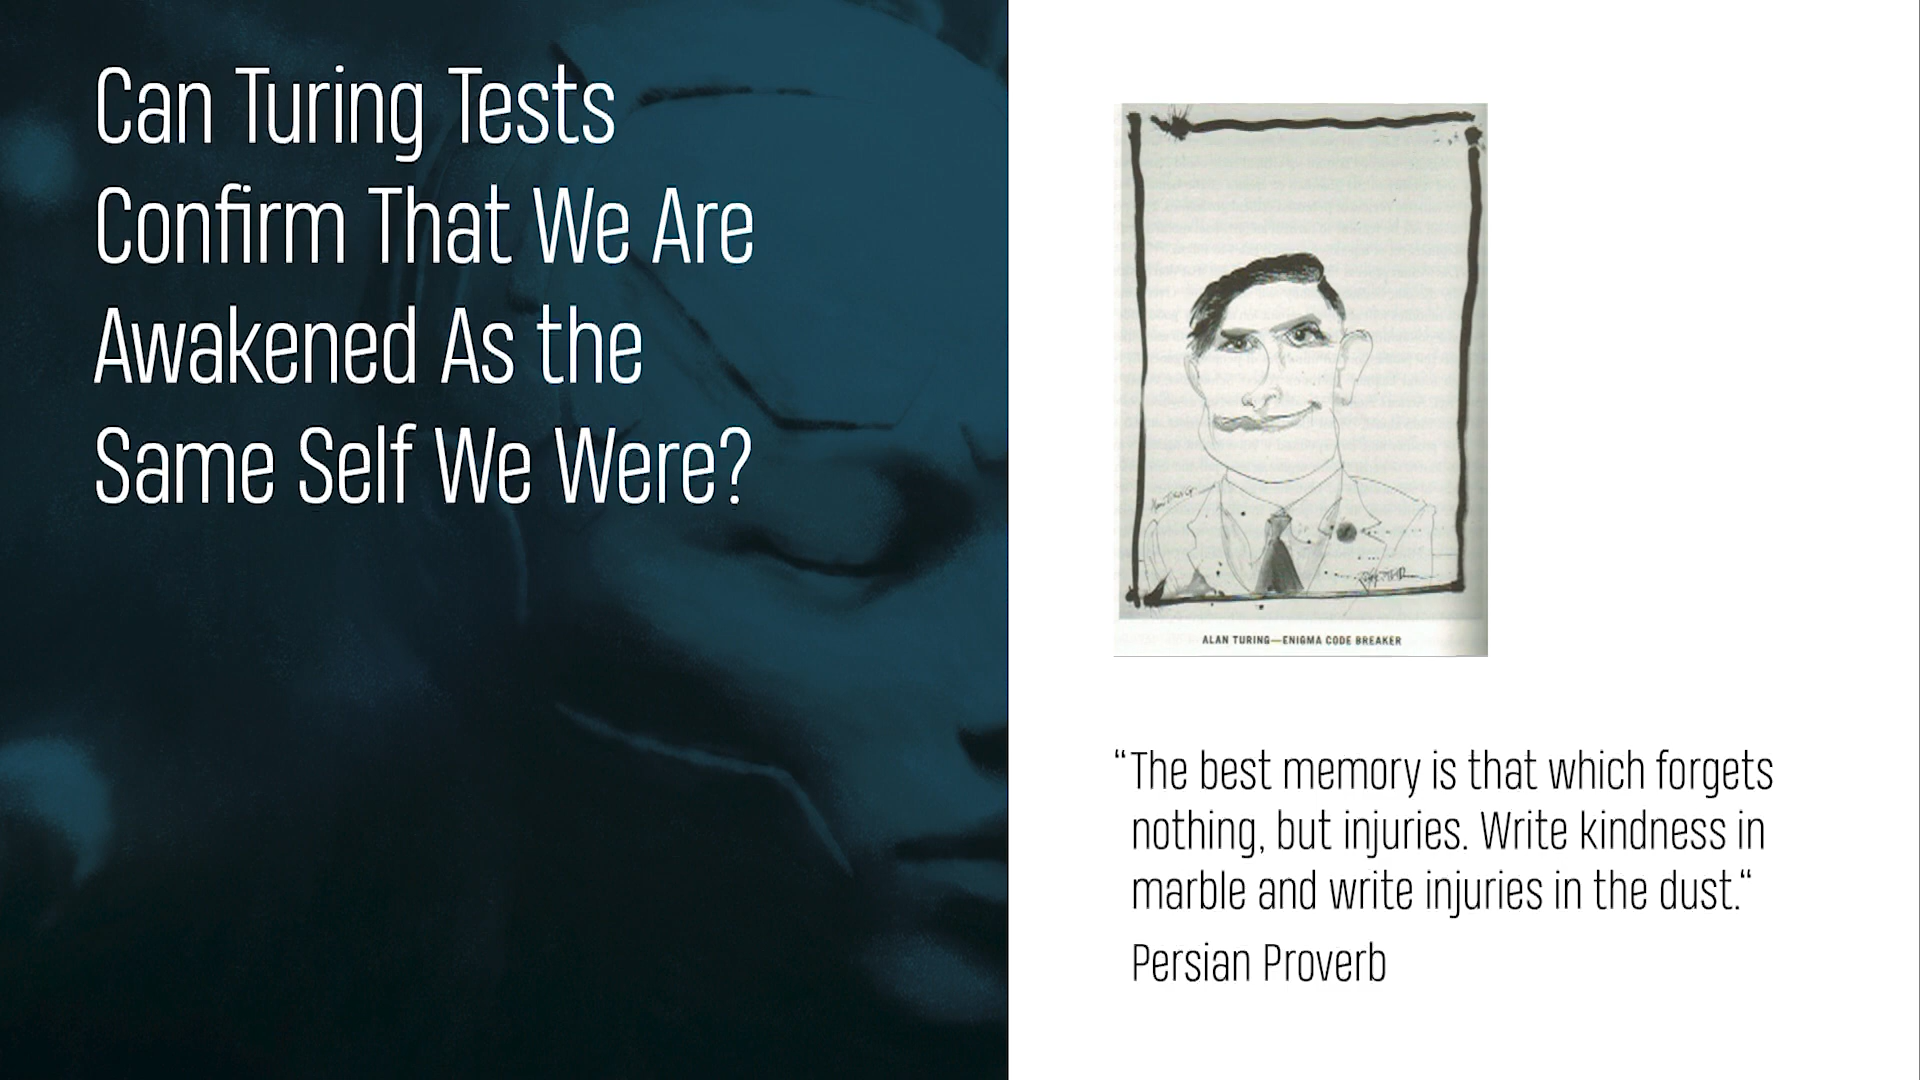 Can Turing Tests
Confirm That We Are
Awakened As the
Same Self We Were?
ALAN TURING—ENIGMA CODE BREAKER
“The best memory is that which forgets
nothing, but injuries. Write kindness in
marble and write injuries in the dust.“
Persian Proverb